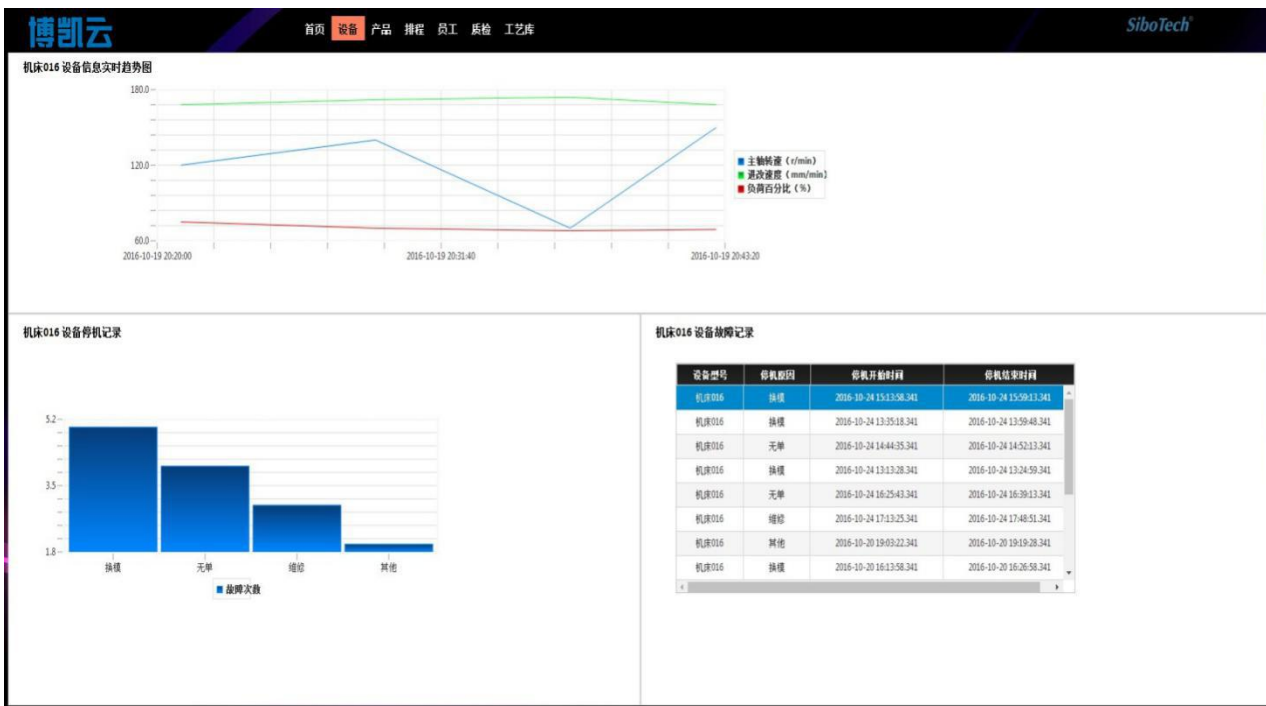 博凯云
首页 设备 产品 排程 员工 质检 工艺库
SiboTech
机床016 设备信息实时趋势图
180.0
120.0
60.0
2016-10-19 20:20:00 2016-10-19 20:31:40 2016-10-19 20:43:20
主轴转速（r/min）
进改速度（mm/min）
负荷百分比（%）
机床016 设备停机记录
5.2
3.5
1.8
换模 无单 维修 其他
故障次数
机床016 设备故障记录
设备型号 停机原因 停机开始时间 停机结束时间
机床016 换模 2016-10-24 15:13:58.341 2016-10-24 15:59:13.341
机床016 换模 2016-10-24 13:35:18.341 2016-10-24 13:59:48.341
机床016 无单 2016-10-24 14:44:35.341 2016-10-24 14:52:13.341
机床016 换模 2016-10-24 13:13:28.341 2016-10-24 13:24:59.341
机床016 无单 2016-10-24 16:25:43.341 2016-10-24 16:39:13.341
机床016 维修 2016-10-24 17:13:25.341 2016-10-24 17:48:51.341
机床016 其他 2016-10-20 19:03:22.341 2016-10-20 19:19:28.341
机床016 换模 2016-10-20 16:13:58.341 2016-10-20 16:26:58.341